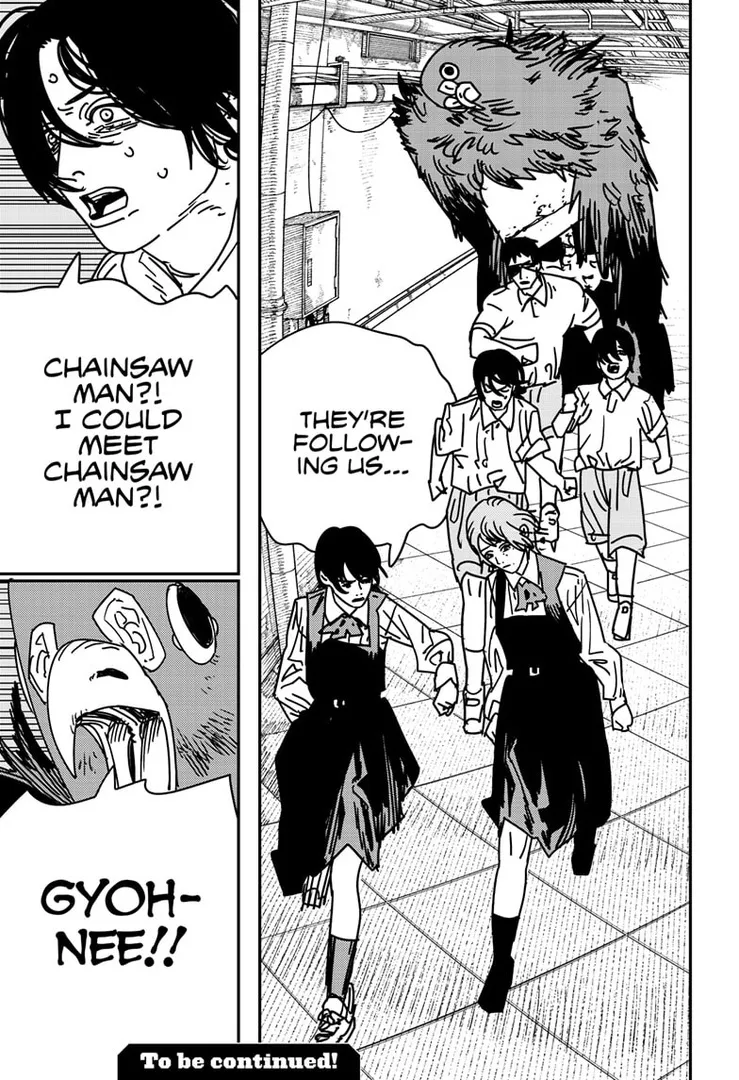 THEY'RE
FOLLOW-
ING US...
CHAINSAW
MAN?!
I COULD
MEET
CHAINSAW
MAN?!
GYOH-
NEE!!
To be continued!